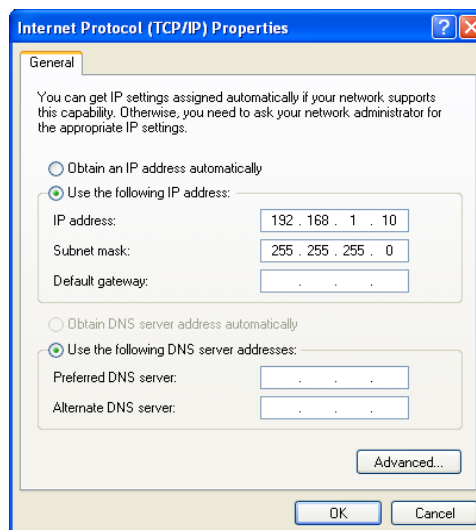 Internet Protocol (TCP/IP) Properties
General
You can get IP settings assigned automatically if your network supports
this capability. Otherwise, you need to ask your network administrator for
the appropriate IP settings.
Obtain an IP address automatically
Use the following IP address:
IP address: 192 . 168 . 1 . 10
Subnet mask: 255 . 255 . 255 . 0
Default gateway: . . .
Obtain DNS server address automatically
Use the following DNS server addresses:
Preferred DNS server: . . .
Alternate DNS server: . . .
Advanced...
OK Cancel